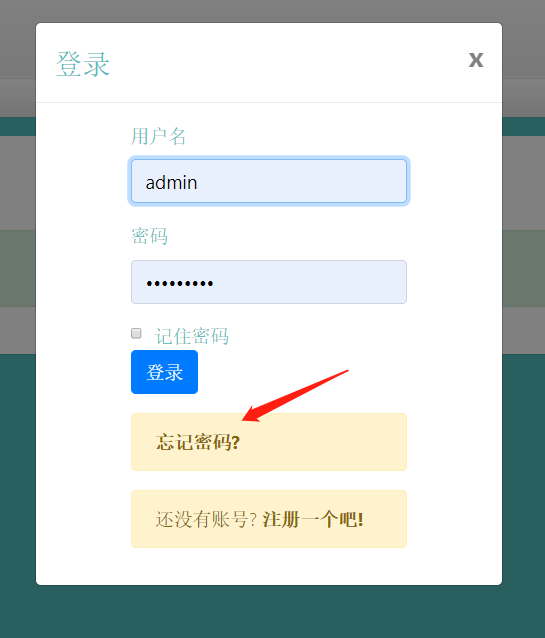 登录
x
用户名
admin
密码
•••••••••
记住密码
登录
忘记密码?
还没有账号? 注册一个吧!